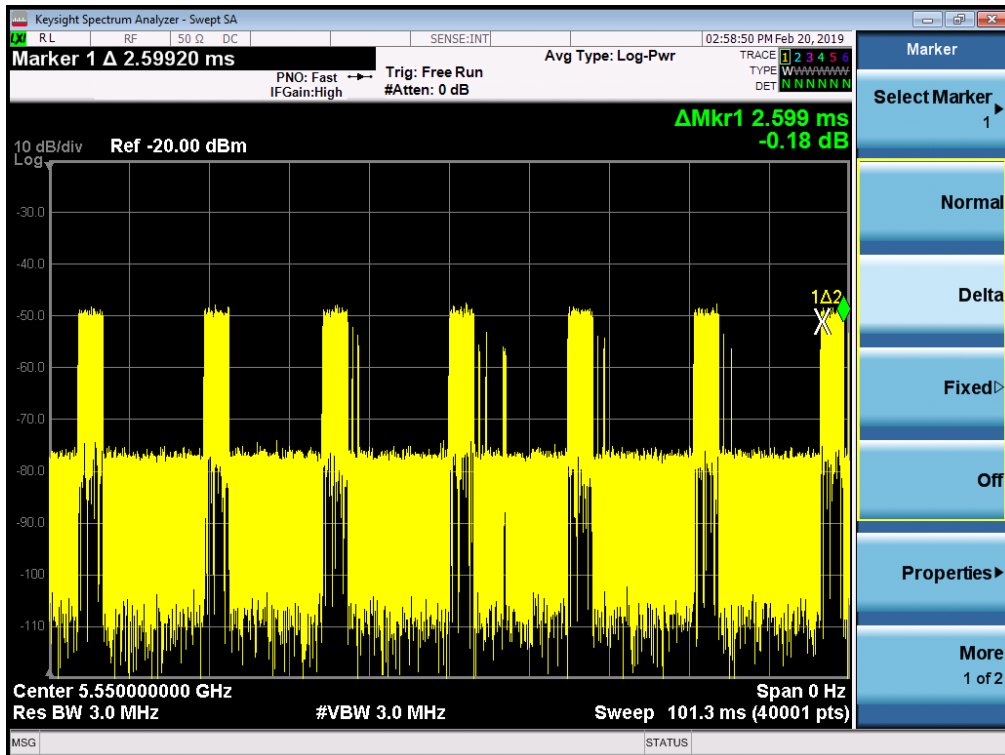 Keysight Spectrum Analyzer - Swept SA
LXI RL RF 50 Ω DC SENSE:INT 02:58:50 PM Feb 20, 2019
Marker 1 Δ 2.59920 ms
PNO: Fast
IFGain:High
Trig: Free Run
#Atten: 0 dB
Avg Type: Log-Pwr
TRACE 1 2 3 4 5 6
TYPE WWWWWW
DET N N N N N N
ΔMkr1 2.599 ms
-0.18 dB
10 dB/div Ref -20.00 dBm
Log
-30.0
-40.0
1Δ2
-50.0
X
-60.0
-70.0
-80.0
-90.0
-100
-110
Center 5.550000000 GHz Span 0 Hz
Res BW 3.0 MHz #VBW 3.0 MHz Sweep 101.3 ms (40001 pts)
MSG STATUS
Marker
Select Marker
1
Normal
Delta
Fixed
Off
Properties
More
1 of 2